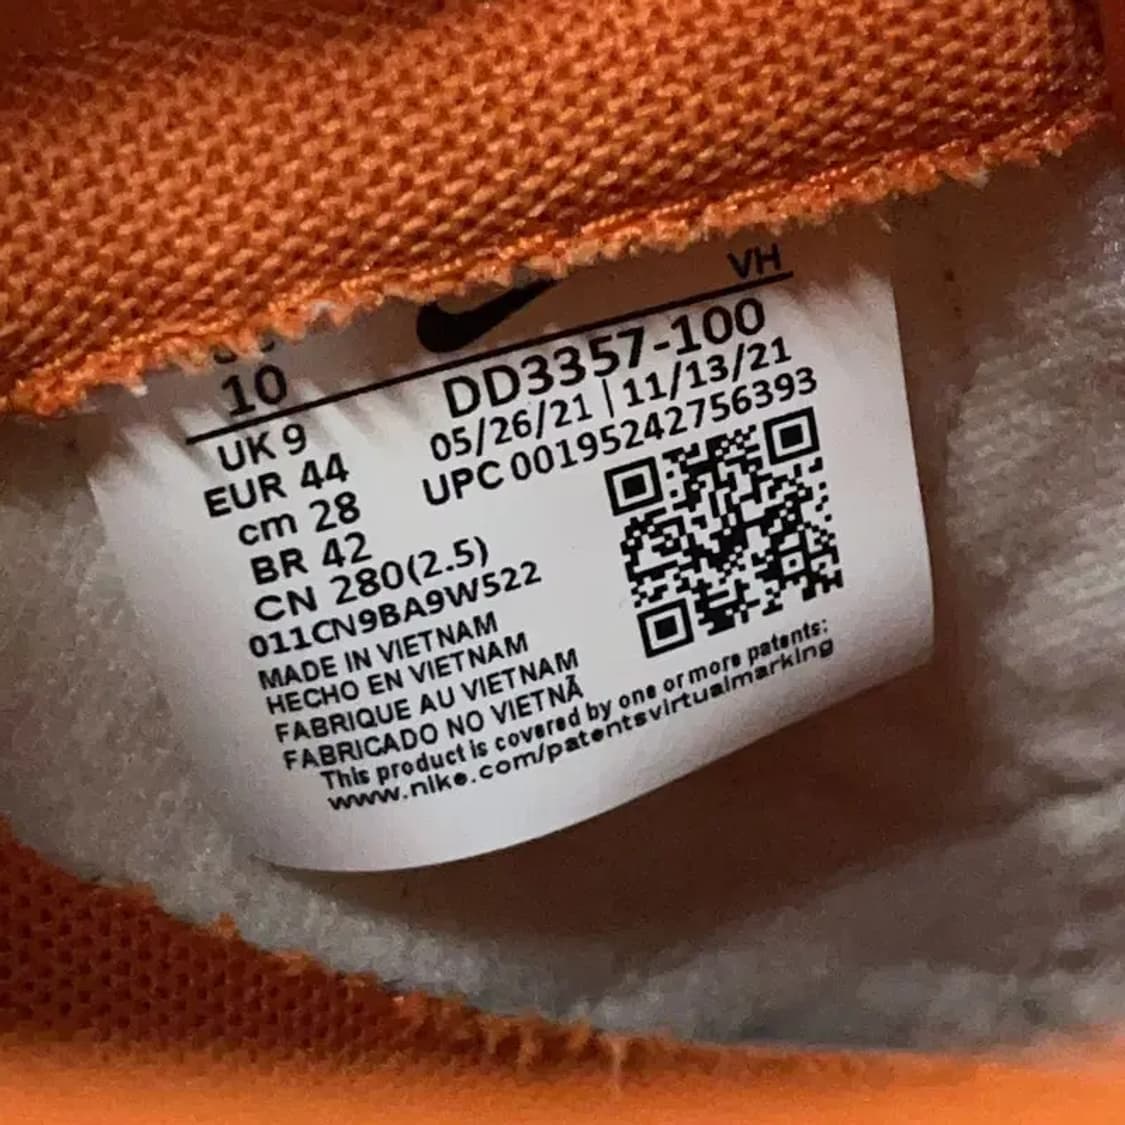 VH
10
DD3357-100
05/26/21 | 11/13/21
UPC 00195242756393
UK 9
EUR 44
cm 28
BR 42
CN 280(2.5)
011CN9BA9W522
MADE IN VIETNAM
HECHO EN VIETNAM
FABRIQUE AU VIETNAM
FABRICADO NO VIETNÃ
This product is covered by one or more patents:
www.nike.com/patentsvirtualmarking